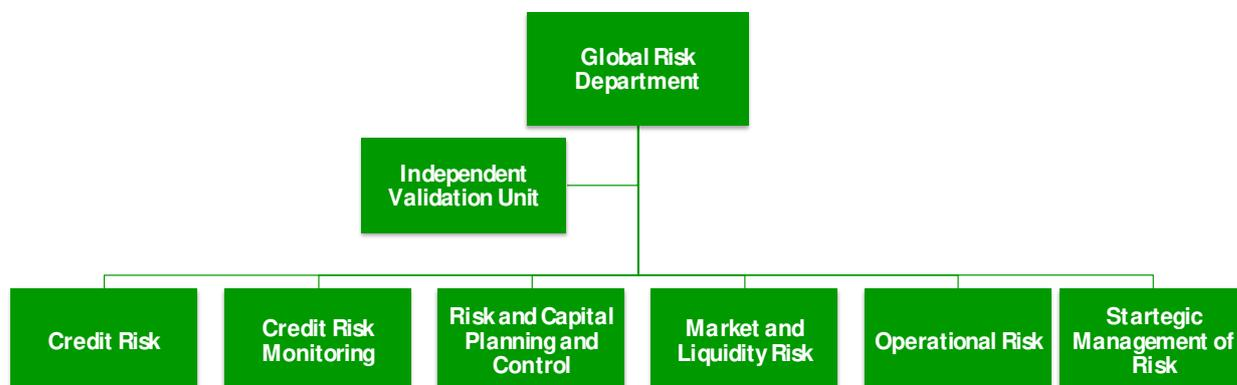 Global Risk
Department
Independent
Validation Unit
Credit Risk
Credit Risk
Monitoring
Risk and Capital
Planning and
Control
Market and
Liquidity Risk
Operational Risk
Startegic
Management of
Risk